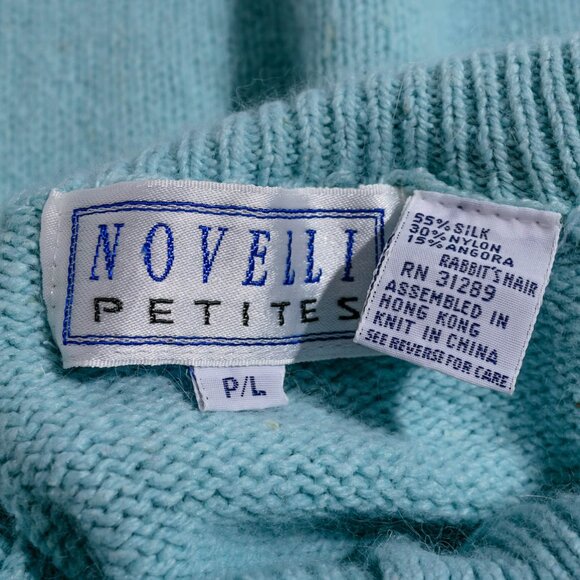 NOVELLI
PETITES
P/L
55% SILK
30% NYLON
15% ANGORA
RABBIT'S HAIR
RN 31289
ASSEMBLED IN
HONG KONG
KNIT IN CHINA
SEE REVERSE FOR CARE